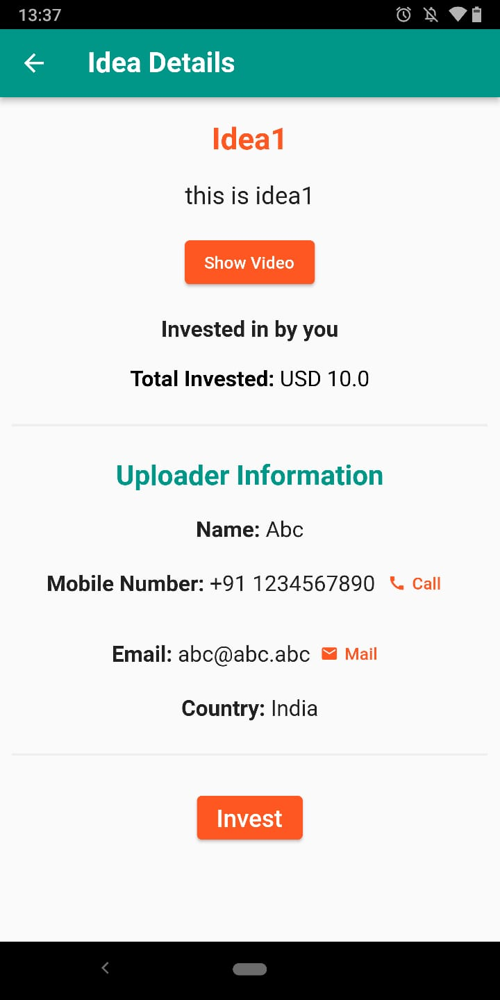 13:37
Idea Details
Idea1
this is idea1
Show Video
Invested in by you
Total Invested: USD 10.0
Uploader Information
Name: Abc
Mobile Number: +91 1234567890 Call
Email: abc@abc.abc Mail
Country: India
Invest